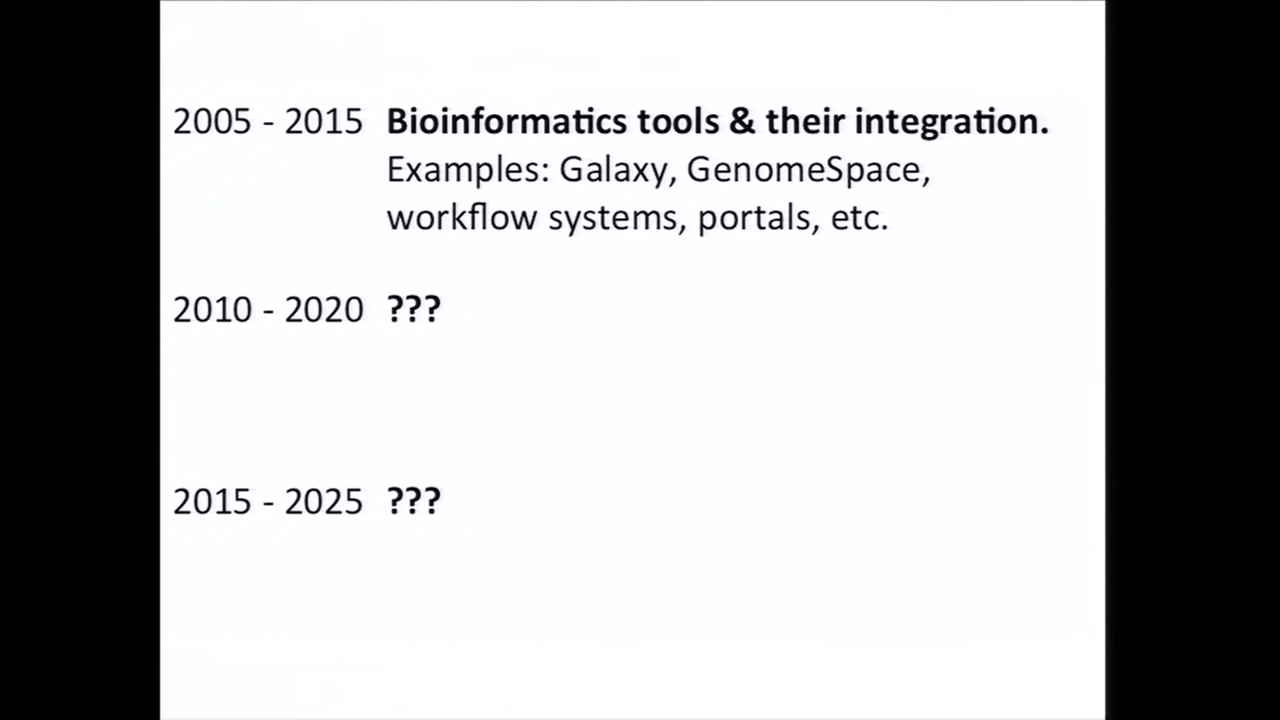 2005 - 2015 Bioinformatics tools & their integration.
Examples: Galaxy, GenomeSpace,
workflow systems, portals, etc.
2010 - 2020 ???
2015 - 2025 ???